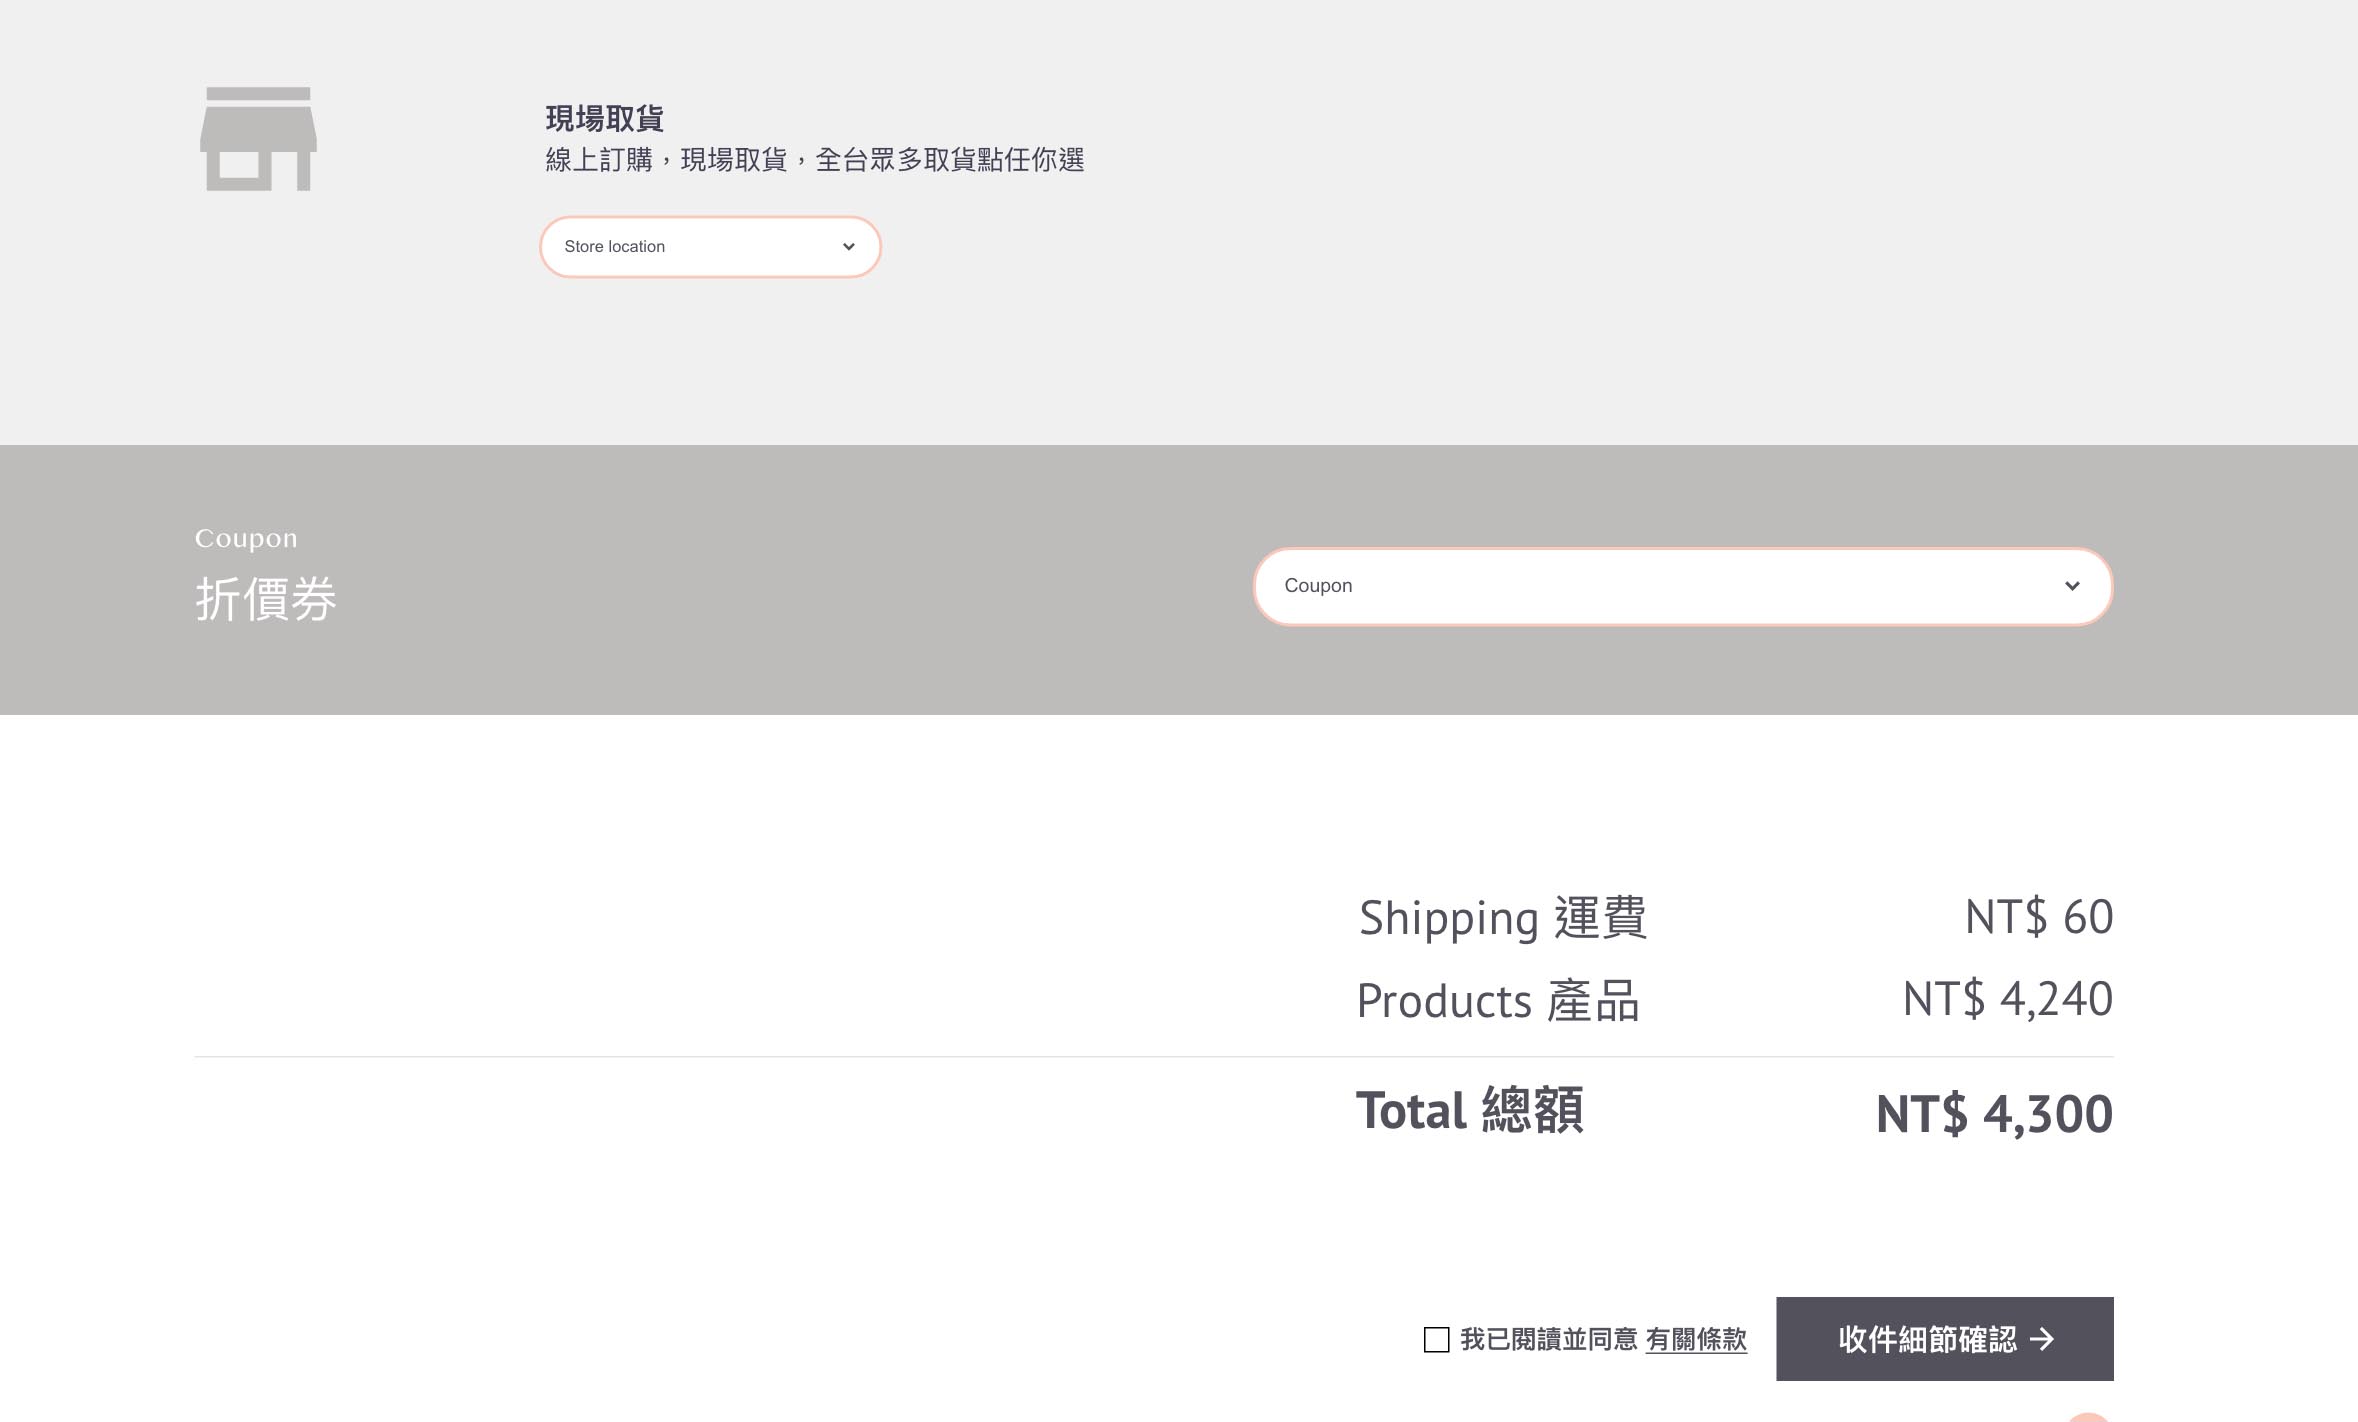 現場取貨
線上訂購，現場取貨，全台眾多取貨點任你選
Store location
Coupon
折價券
Coupon
Shipping 運費 NT$ 60
Products 產品 NT$ 4,240
Total 總額 NT$ 4,300
我已閱讀並同意 有關條款 收件細節確認